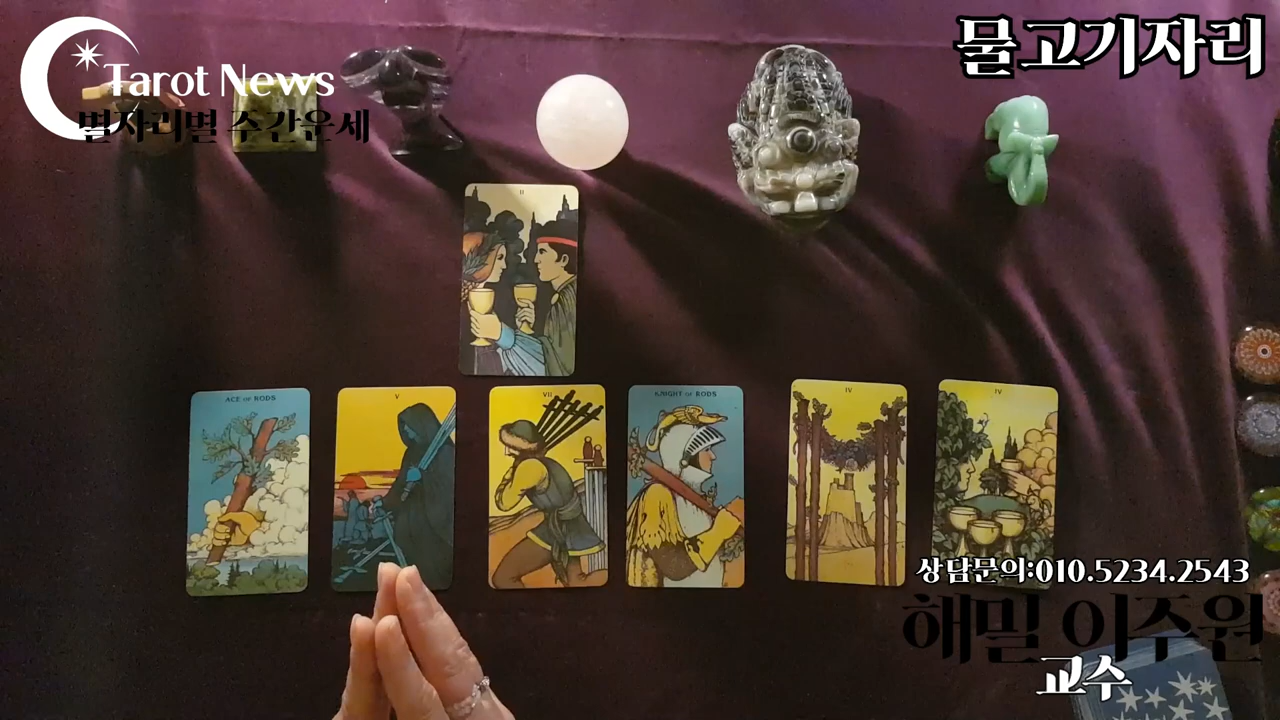 물고기자리
Tarot News
별자리별 주간운세
II
ACE OF RODS
V
VII
KNIGHT OF RODS
IV
IV
상담문의:010.5234.2543
해밀 이주원
교수